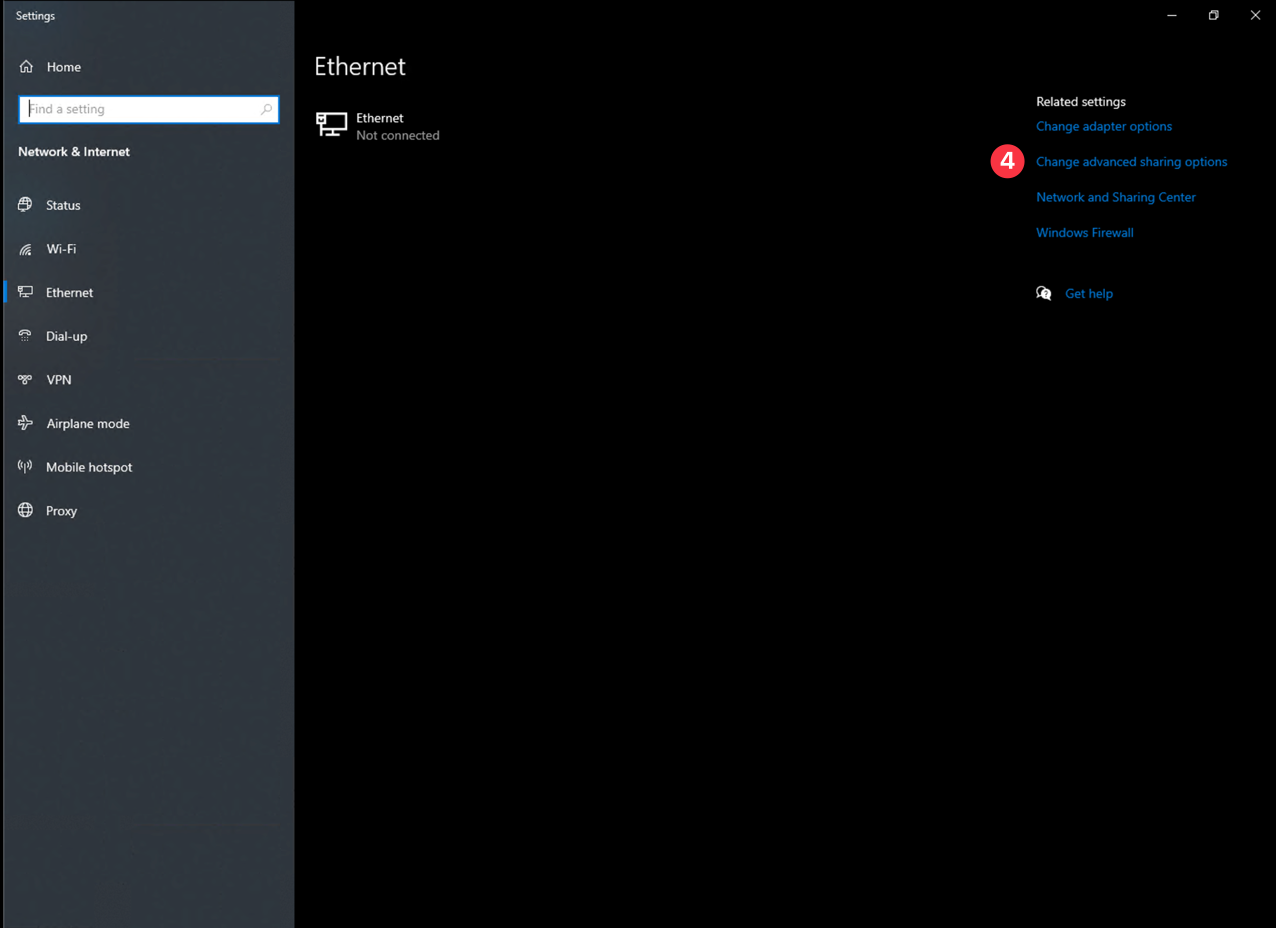 Settings
Home
Find a setting
Network & Internet
Status
Wi-Fi
Ethernet
Dial-up
VPN
Airplane mode
Mobile hotspot
Proxy
Ethernet
Ethernet
Not connected
Related settings
Change adapter options
4 Change advanced sharing options
Network and Sharing Center
Windows Firewall
Get help